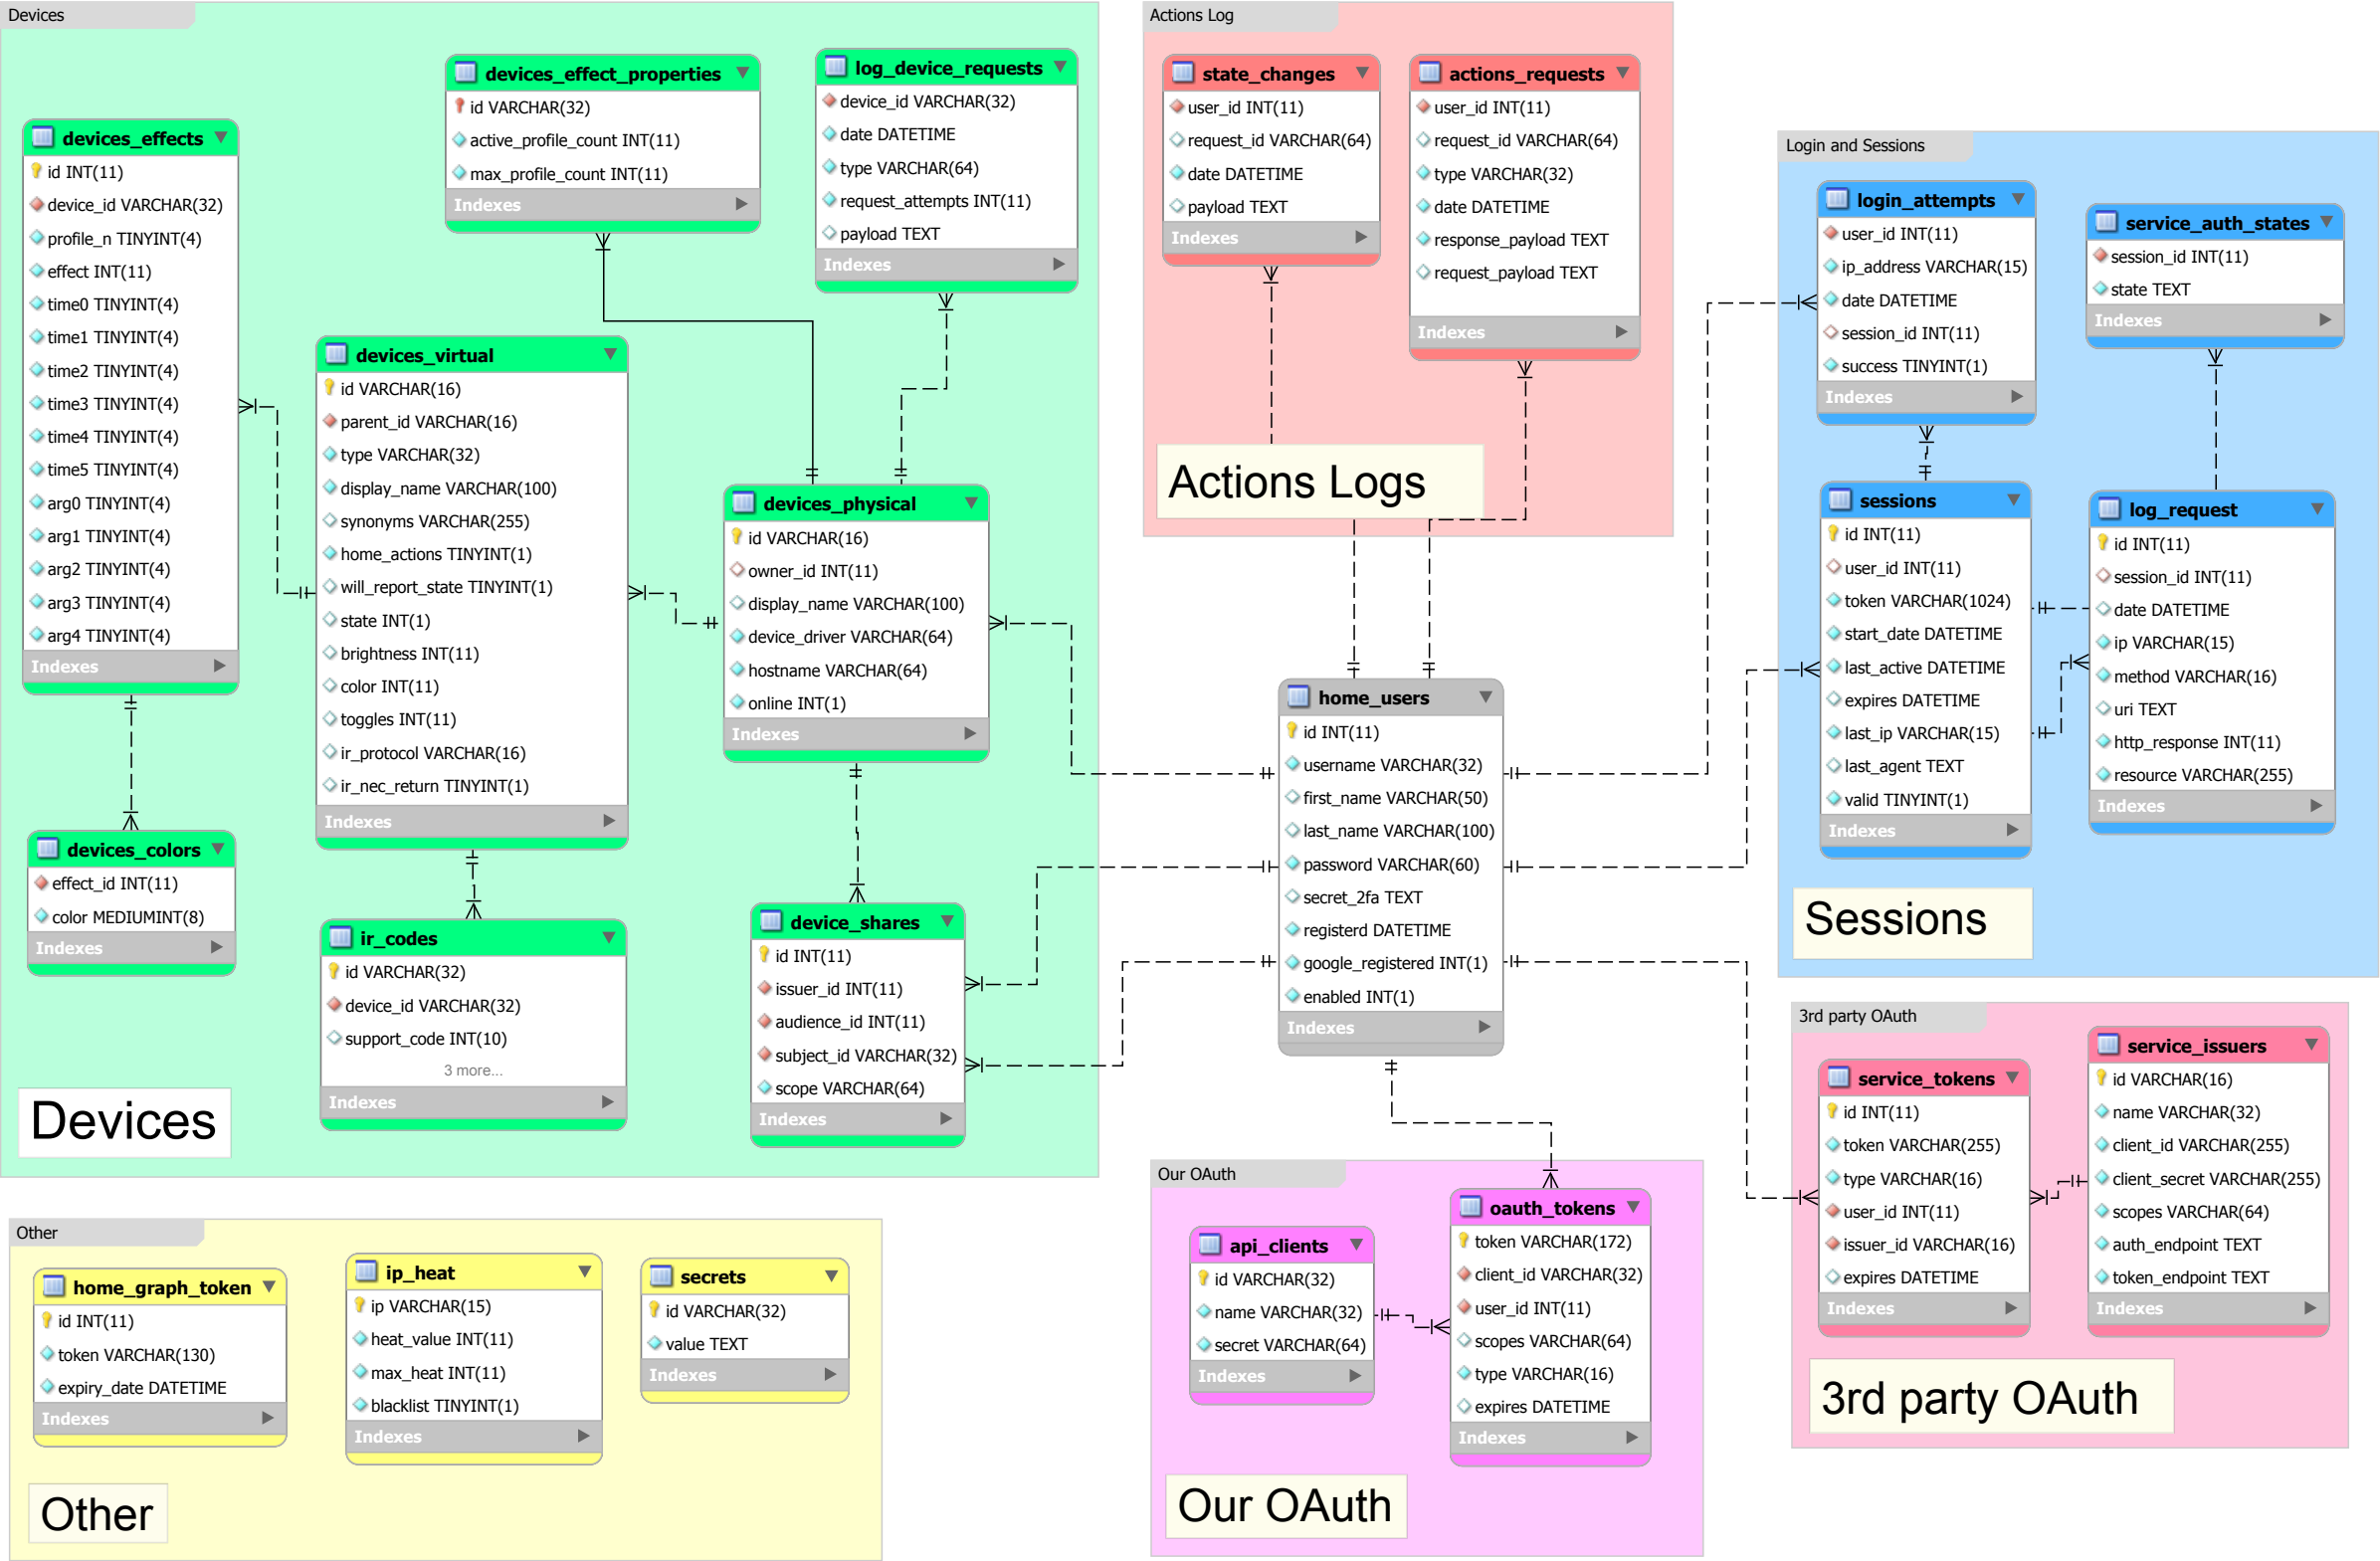 Devices
devices_effect_properties
id VARCHAR(32)
active_profile_count INT(11)
max_profile_count INT(11)
Indexes
log_device_requests
device_id VARCHAR(32)
date DATETIME
type VARCHAR(64)
request_attempts INT(11)
payload TEXT
Indexes
devices_effects
id INT(11)
device_id VARCHAR(32)
profile_n TINYINT(4)
effect INT(11)
time0 TINYINT(4)
time1 TINYINT(4)
time2 TINYINT(4)
time3 TINYINT(4)
time4 TINYINT(4)
time5 TINYINT(4)
arg0 TINYINT(4)
arg1 TINYINT(4)
arg2 TINYINT(4)
arg3 TINYINT(4)
arg4 TINYINT(4)
Indexes
devices_virtual
id VARCHAR(16)
parent_id VARCHAR(16)
type VARCHAR(32)
display_name VARCHAR(100)
synonyms VARCHAR(255)
home_actions TINYINT(1)
will_report_state TINYINT(1)
state INT(1)
brightness INT(11)
color INT(11)
toggles INT(11)
ir_protocol VARCHAR(16)
ir_nec_return TINYINT(1)
Indexes
devices_physical
id VARCHAR(16)
owner_id INT(11)
display_name VARCHAR(100)
device_driver VARCHAR(64)
hostname VARCHAR(64)
online INT(1)
Indexes
devices_colors
effect_id INT(11)
color MEDIUMINT(8)
Indexes
ir_codes
id VARCHAR(32)
device_id VARCHAR(32)
support_code INT(10)
3 more...
Indexes
device_shares
id INT(11)
issuer_id INT(11)
audience_id INT(11)
subject_id VARCHAR(32)
scope VARCHAR(64)
Indexes
Devices
Actions Log
state_changes
user_id INT(11)
request_id VARCHAR(64)
date DATETIME
payload TEXT
Indexes
actions_requests
user_id INT(11)
request_id VARCHAR(64)
type VARCHAR(32)
date DATETIME
response_payload TEXT
request_payload TEXT
Indexes
Actions Logs
home_users
id INT(11)
username VARCHAR(32)
first_name VARCHAR(50)
last_name VARCHAR(100)
password VARCHAR(60)
secret_2fa TEXT
registerd DATETIME
google_registered INT(1)
enabled INT(1)
Indexes
Login and Sessions
login_attempts
user_id INT(11)
ip_address VARCHAR(15)
date DATETIME
session_id INT(11)
success TINYINT(1)
Indexes
service_auth_states
session_id INT(11)
state TEXT
Indexes
sessions
id INT(11)
user_id INT(11)
token VARCHAR(1024)
start_date DATETIME
last_active DATETIME
expires DATETIME
last_ip VARCHAR(15)
last_agent TEXT
valid TINYINT(1)
Indexes
log_request
id INT(11)
session_id INT(11)
date DATETIME
ip VARCHAR(15)
method VARCHAR(16)
uri TEXT
http_response INT(11)
resource VARCHAR(255)
Indexes
Sessions
3rd party OAuth
service_tokens
id INT(11)
token VARCHAR(255)
type VARCHAR(16)
user_id INT(11)
issuer_id VARCHAR(16)
expires DATETIME
Indexes
service_issuers
id VARCHAR(16)
name VARCHAR(32)
client_id VARCHAR(255)
client_secret VARCHAR(255)
scopes VARCHAR(64)
auth_endpoint TEXT
token_endpoint TEXT
Indexes
3rd party OAuth
Other
home_graph_token
id INT(11)
token VARCHAR(130)
expiry_date DATETIME
Indexes
ip_heat
ip VARCHAR(15)
heat_value INT(11)
max_heat INT(11)
blacklist TINYINT(1)
Indexes
secrets
id VARCHAR(32)
value TEXT
Indexes
Other
Our OAuth
api_clients
id VARCHAR(32)
name VARCHAR(32)
secret VARCHAR(64)
Indexes
oauth_tokens
token VARCHAR(172)
client_id VARCHAR(32)
user_id INT(11)
scopes VARCHAR(64)
type VARCHAR(16)
expires DATETIME
Indexes
Our OAuth